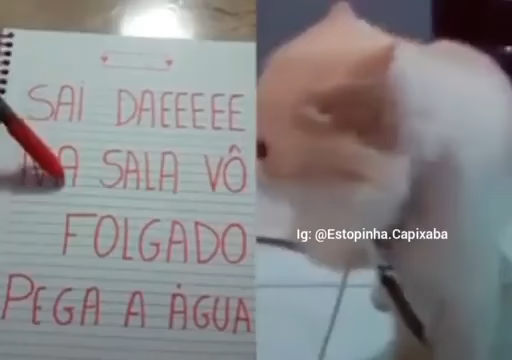 SAI DAEEEEE
NA SALA VÔ
FOLGADO
PEGA A ÁGUA
Ig: @Estopinha.Capixaba